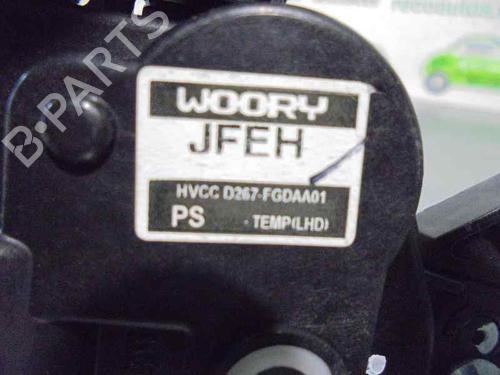 WOORY
JFEH
HVCC D267-FGDAA01
PS - TEMP(LHD)
B-PARTS